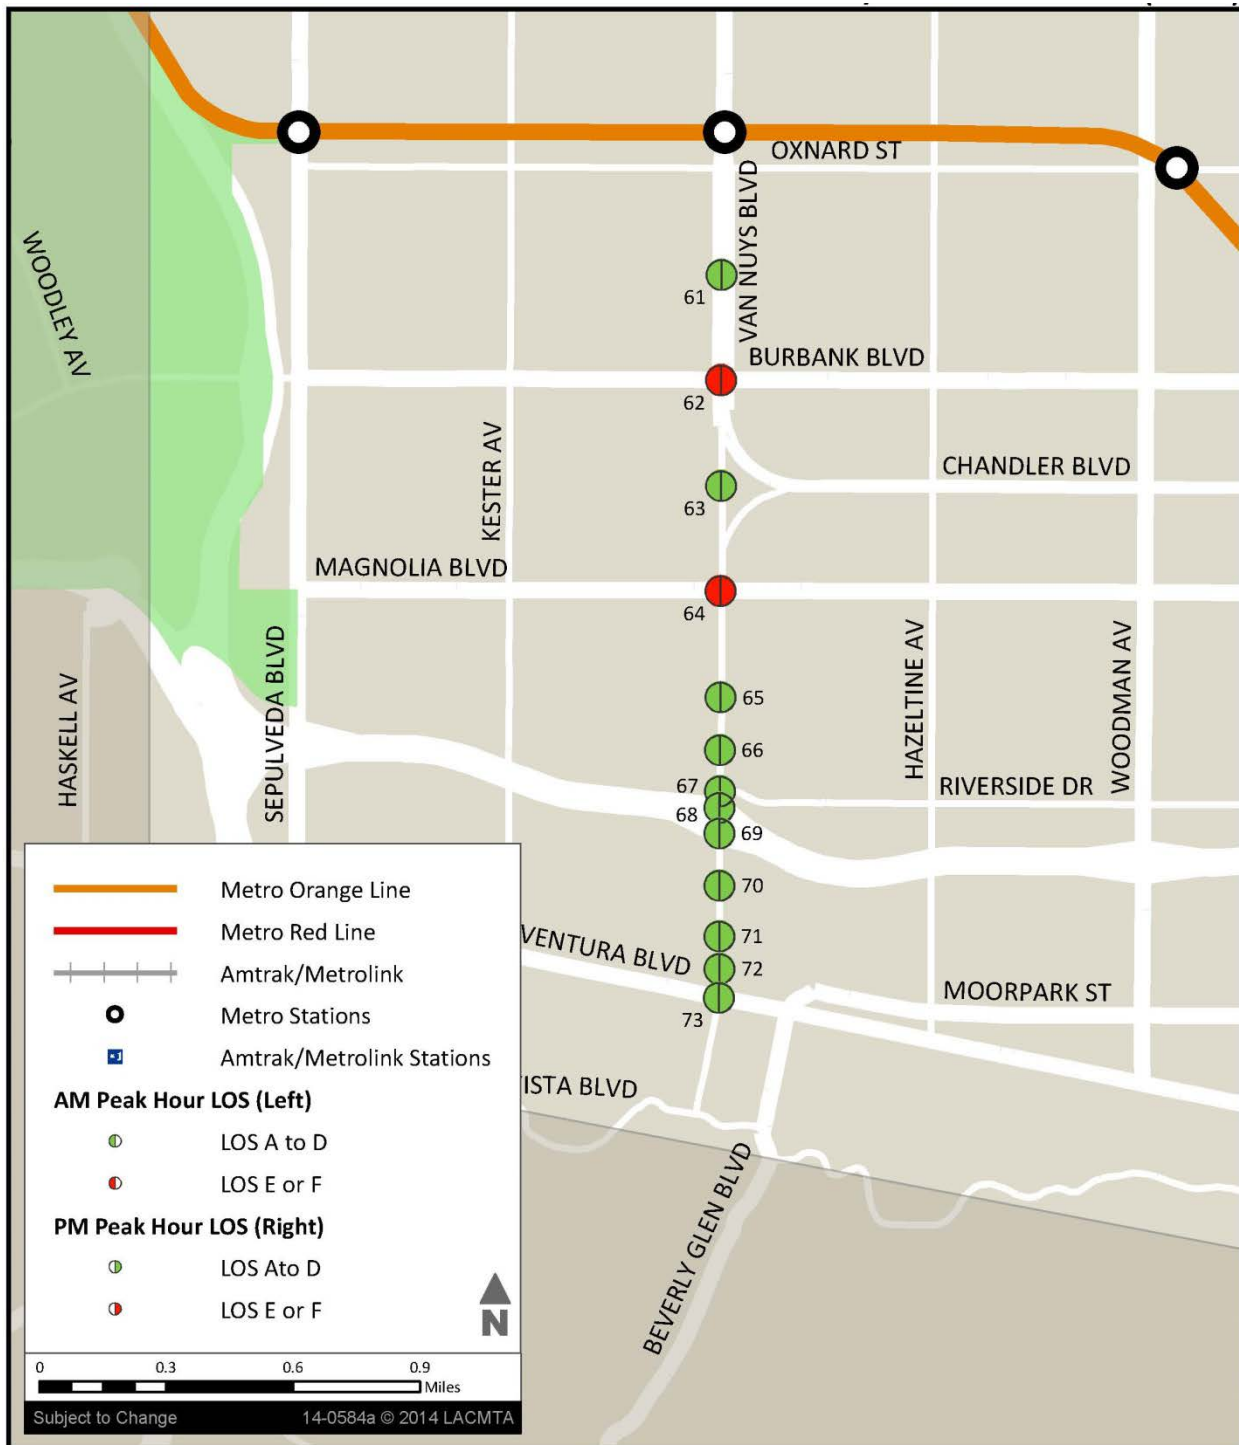 OXNARD ST
VAN NUYS BLVD
WOODLEY AV
61
BURBANK BLVD
62
KESTER AV
CHANDLER BLVD
63
MAGNOLIA BLVD
64
SEPULVEDA BLVD
HASKELL AV
HAZELTINE AV
WOODMAN AV
65
66
67
RIVERSIDE DR
68
69
70
71
VENTURA BLVD
72
MOORPARK ST
73
ISTA BLVD
BEVERLY GLEN BLVD
Metro Orange Line
Metro Red Line
Amtrak/Metrolink
Metro Stations
Amtrak/Metrolink Stations
AM Peak Hour LOS (Left)
LOS A to D
LOS E or F
PM Peak Hour LOS (Right)
LOS Ato D
LOS E or F
N
0 0.3 0.6 0.9
Miles
Subject to Change 14-0584a © 2014 LACMTA